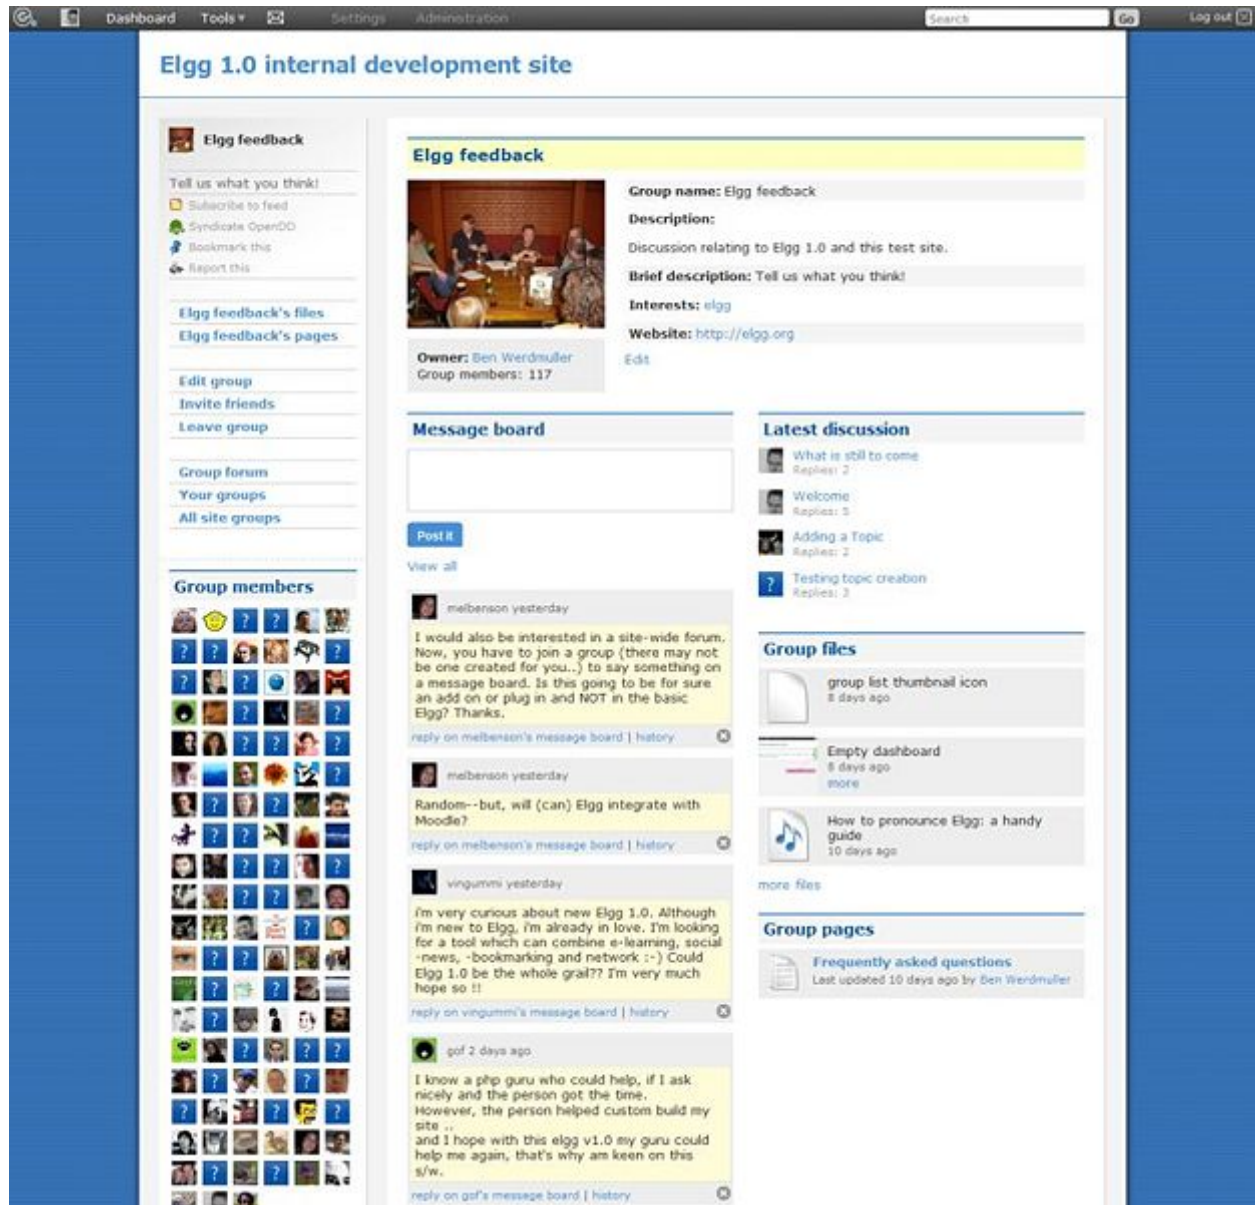 Dashboard Tools Settings Administration Search Go Log out
Elgg 1.0 internal development site
Elgg feedback
Tell us what you think!
Subscribe to feed
Syndicate OpenDD
Bookmark this
Report this
Elgg feedback's files
Elgg feedback's pages
Edit group
Invite friends
Leave group
Group forum
Your groups
All site groups
Group members
Elgg feedback
Owner: Ben Werdmuller
Group members: 117
Group name: Elgg feedback
Description:
Discussion relating to Elgg 1.0 and this test site.
Brief description: Tell us what you think!
Interests: elgg
Website: http://elgg.org
Edit
Message board
Post it
View all
melbenson yesterday
I would also be interested in a site-wide forum.
Now, you have to join a group (there may not
be one created for you..) to say something on
a message board. Is this going to be for sure
an add on or plug in and NOT in the basic
Elgg? Thanks.
reply on melbenson's message board | history
melbenson yesterday
Random--but, will (can) Elgg integrate with
Moodle?
reply on melbenson's message board | history
vingummi yesterday
i'm very curious about new Elgg 1.0. Although
i'm new to Elgg, i'm already in love. I'm looking
for a tool which can combine e-learning, social
-news, -bookmarking and network :-) Could
Elgg 1.0 be the whole grail?? I'm very much
hope so !!
reply on vingummi's message board | history
gof 2 days ago
I know a php guru who could help, if I ask
nicely and the person got the time.
However, the person helped custom build my
site ..
and I hope with this elgg v1.0 my guru could
help me again, that's why am keen on this
s/w.
reply on gof's message board | history
Latest discussion
What is still to come
Replies: 2
Welcome
Replies: 5
Adding a Topic
Replies: 2
Testing topic creation
Replies: 3
Group files
group list thumbnail icon
8 days ago
Empty dashboard
8 days ago
more
How to pronounce Elgg: a handy
guide
10 days ago
more files
Group pages
Frequently asked questions
Last updated 10 days ago by Ben Werdmuller